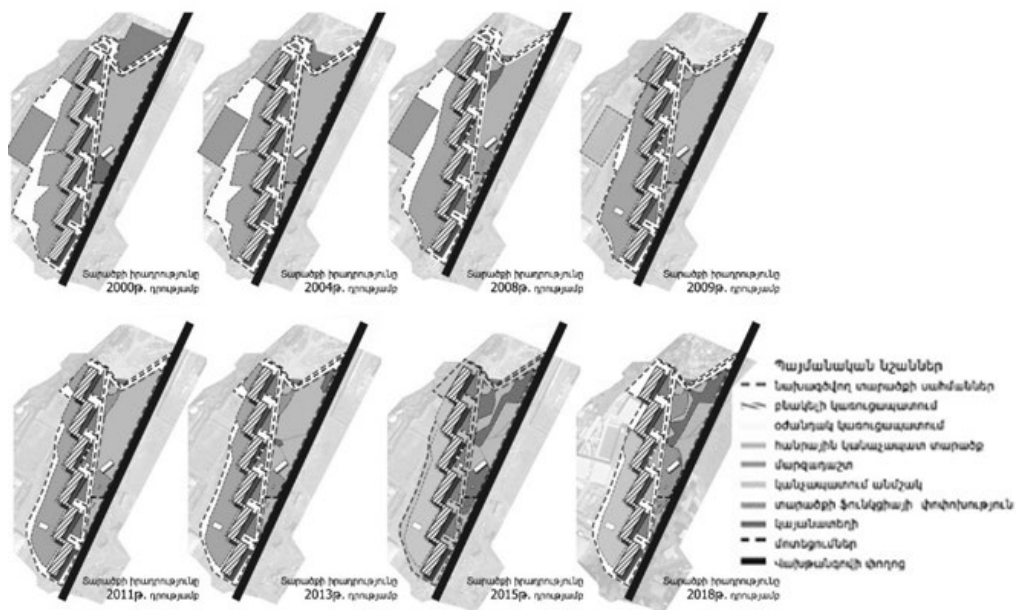 Տարածքի իրադրությունը
2000թ. դրությամբ
Տարածքի իրադրությունը
2004թ. դրությամբ
Տարածքի իրադրությունը
2008թ. դրությամբ
Տարածքի իրադրությունը
2009թ. դրությամբ
Տարածքի իրադրությունը
2011թ. դրությամբ
Տարածքի իրադրությունը
2013թ. դրությամբ
Տարածքի իրադրությունը
2015թ. դրությամբ
Տարածքի իրադրությունը
2018թ. դրությամբ
Պայմանական նշաններ
նախագծվող տարածքի սահմաններ
բնակելի կառուցապատում
օժանդակ կառուցապատում
հանրային կանաչապատ տարածք
մարզադաշտ
կանչապատում անմշակ
տարածքի ֆունկցիայի փոփոխություն
կայանատեղի
մոտեցումներ
Վախթանգովի փողոց